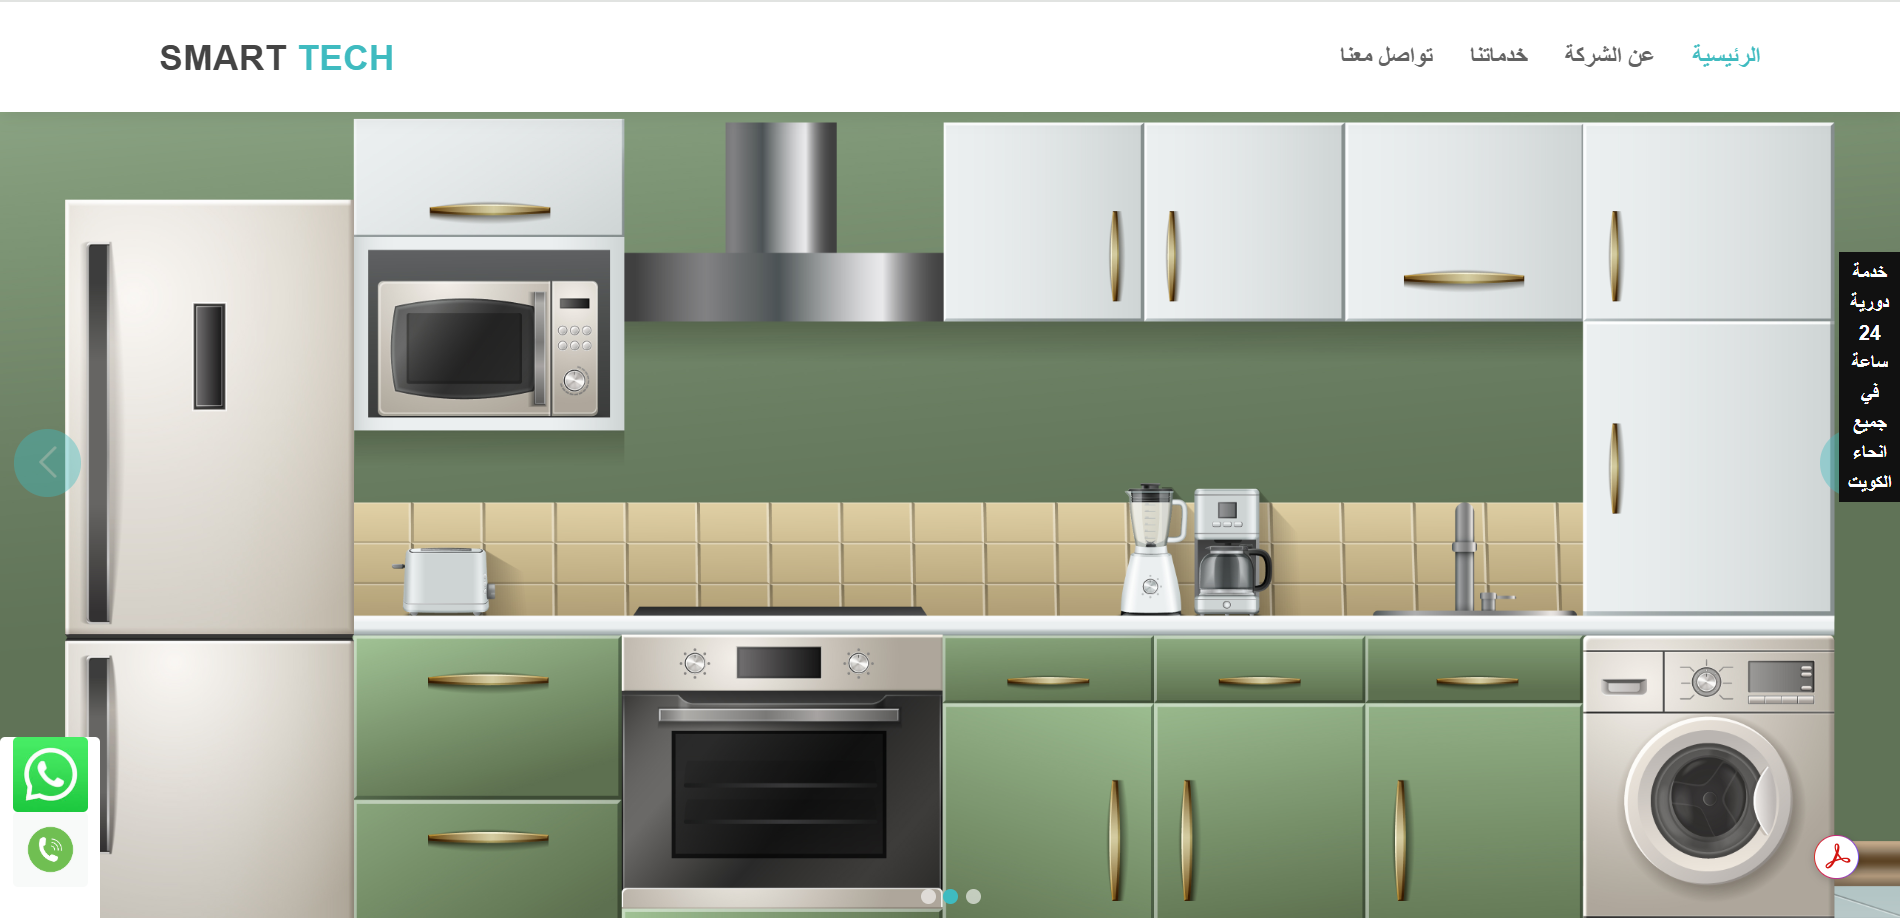 SMART TECH
الرئيسية
عن الشركة
خدماتنا
تواصل معنا
خدمة
دورية
24
ساعة
في
جميع
انحاء
الكويت